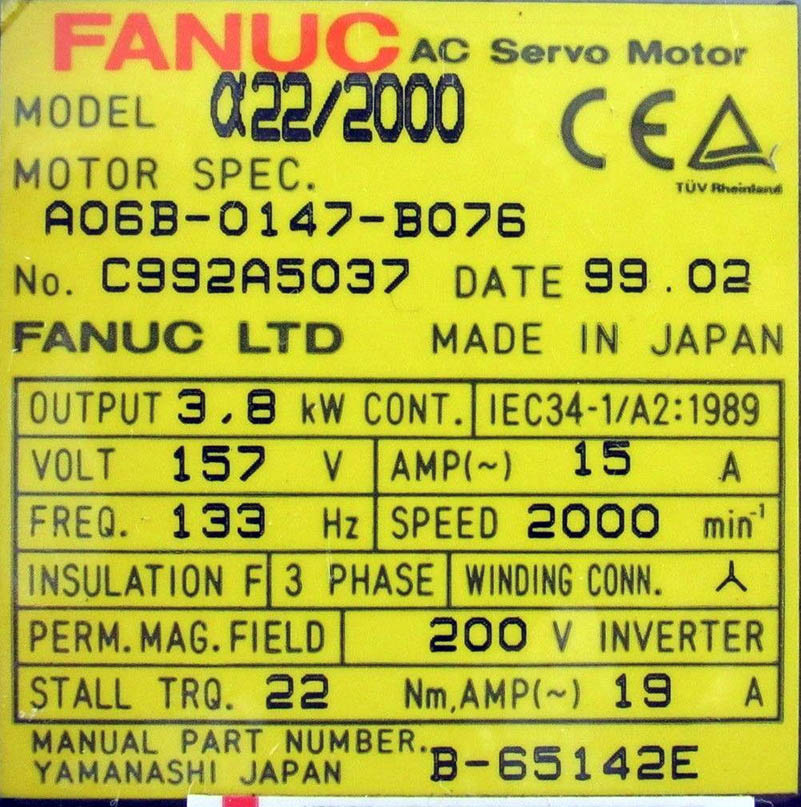 FANUC AC Servo Motor
MODEL α22/2000
CE
TÜV Rheinland
MOTOR SPEC.
A06B-0147-B076
No. C992A5037 DATE 99.02
FANUC LTD MADE IN JAPAN
OUTPUT 3.8 kW CONT. IEC34-1/A2:1989
VOLT 157 V AMP(~) 15 A
FREQ. 133 Hz SPEED 2000 min⁻¹
INSULATION F 3 PHASE WINDING CONN.
PERM.MAG.FIELD 200 V INVERTER
STALL TRQ. 22 Nm,AMP(~) 19 A
MANUAL PART NUMBER. B-65142E
YAMANASHI JAPAN